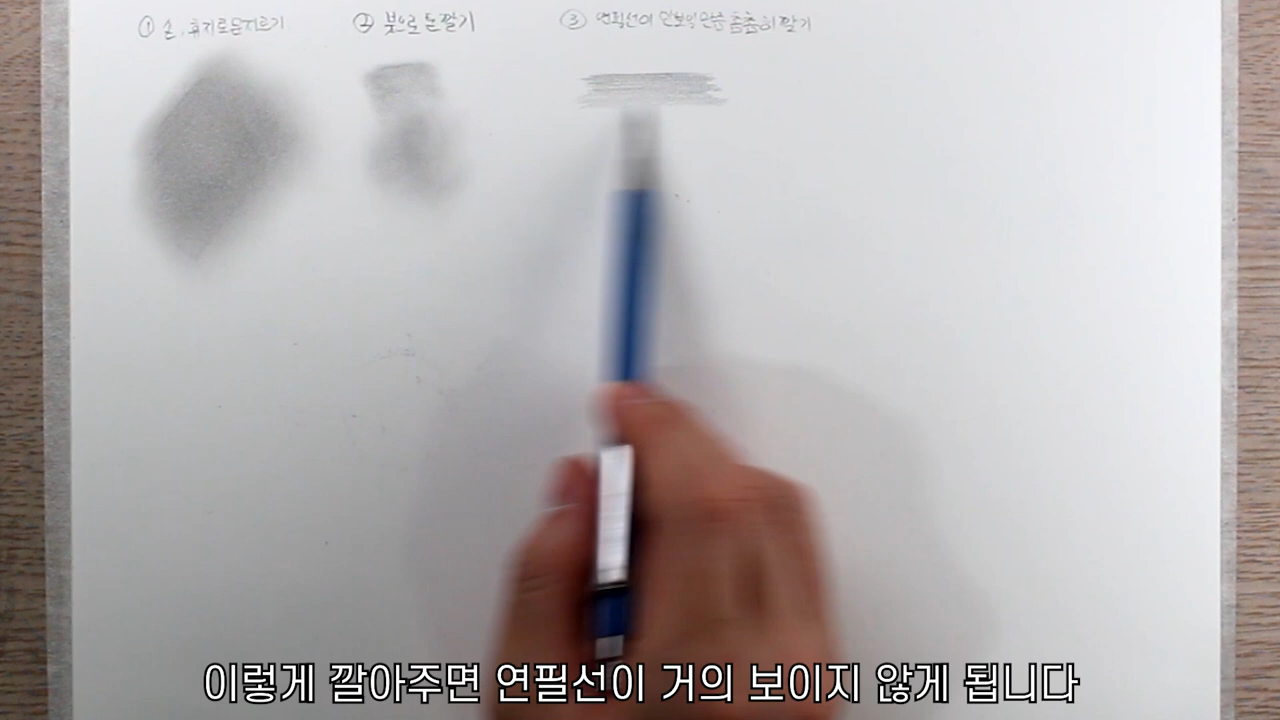 ① 손, 휴지로 문지르기
② 붓으로 톤 깔기
③ 연필선이 안보일만큼 촘촘히 깔기
이렇게 깔아주면 연필선이 거의 보이지 않게 됩니다